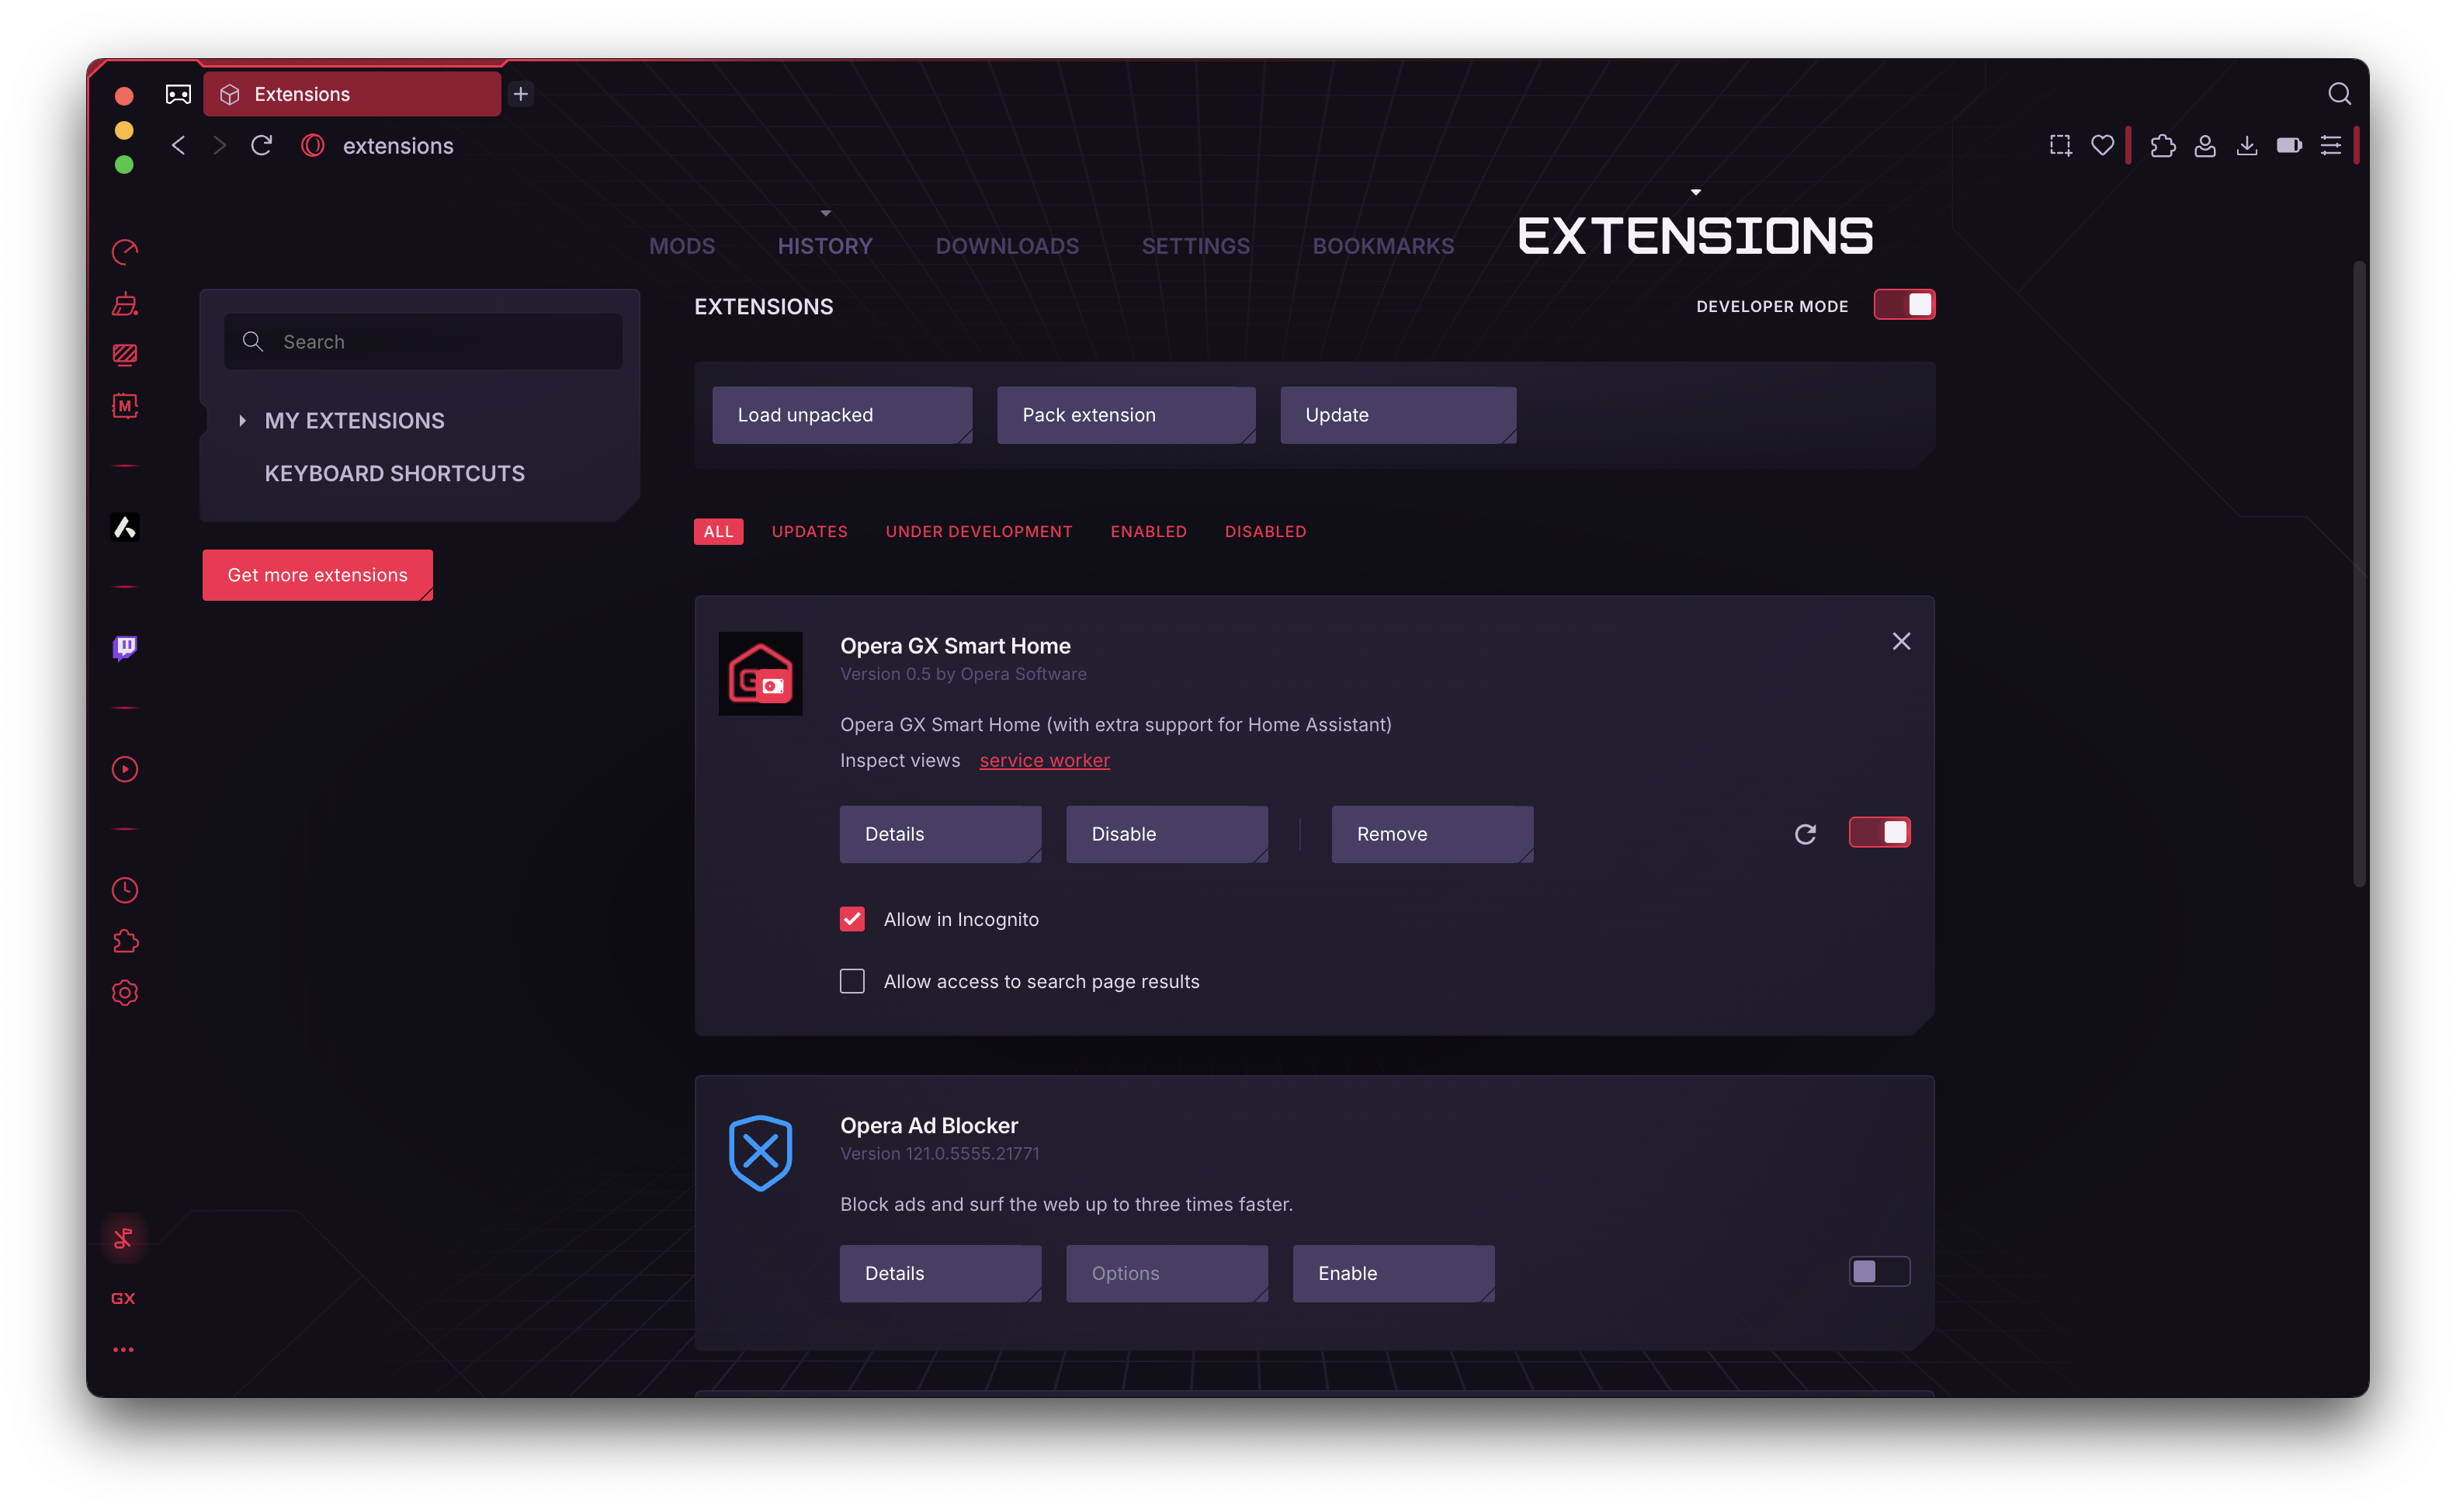 Extensions
extensions
MODS
HISTORY
DOWNLOADS
SETTINGS
BOOKMARKS
EXTENSIONS
Search
MY EXTENSIONS
KEYBOARD SHORTCUTS
Get more extensions
EXTENSIONS
DEVELOPER MODE
Load unpacked
Pack extension
Update
ALL
UPDATES
UNDER DEVELOPMENT
ENABLED
DISABLED
Opera GX Smart Home
Version 0.5 by Opera Software
Opera GX Smart Home (with extra support for Home Assistant)
Inspect views service worker
Details
Disable
Remove
Allow in Incognito
Allow access to search page results
Opera Ad Blocker
Version 121.0.5555.21771
Block ads and surf the web up to three times faster.
Details
Options
Enable
M
GX